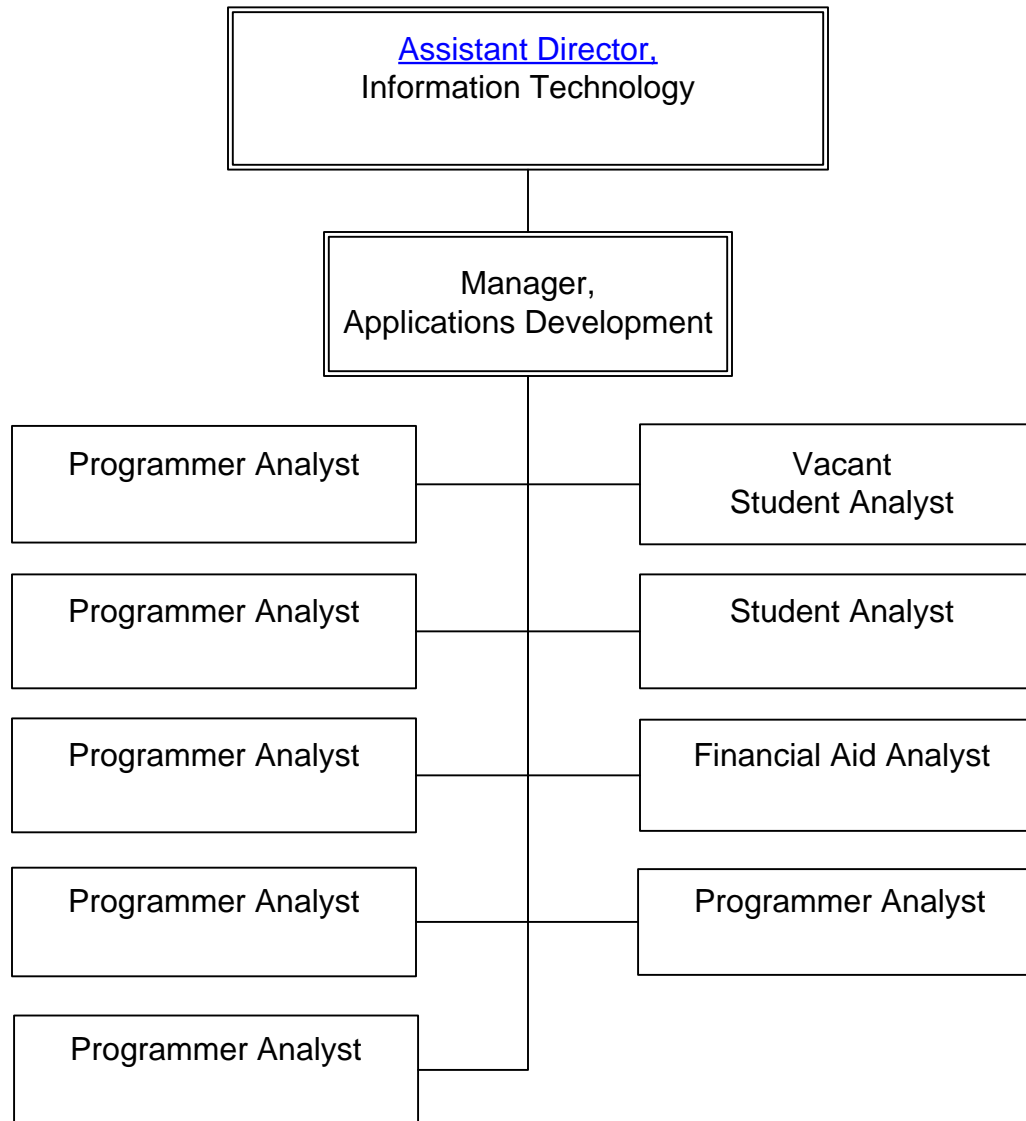 Assistant Director,
Information Technology
Manager,
Applications Development
Programmer Analyst
Vacant
Student Analyst
Programmer Analyst
Student Analyst
Programmer Analyst
Financial Aid Analyst
Programmer Analyst
Programmer Analyst
Programmer Analyst